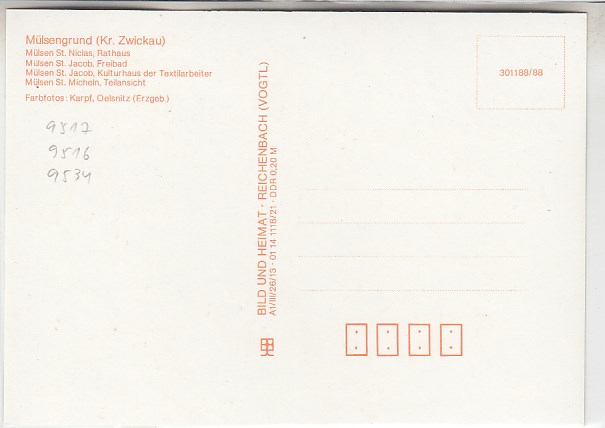 Mülsengrund (Kr. Zwickau)
Mülsen St. Niclas, Rathaus
Mülsen St. Jacob, Freibad
Mülsen St. Jacob, Kulturhaus der Textilarbeiter
Mülsen St. Micheln, Teilansicht
Farbfotos: Karpf, Oelsnitz (Erzgeb.)
9517
9516
9534
BILD UND HEIMAT · REICHENBACH (VOGTL)
A1/III/26/13 · 01 14 1118/21 · DDR 0,20 M
301188/88